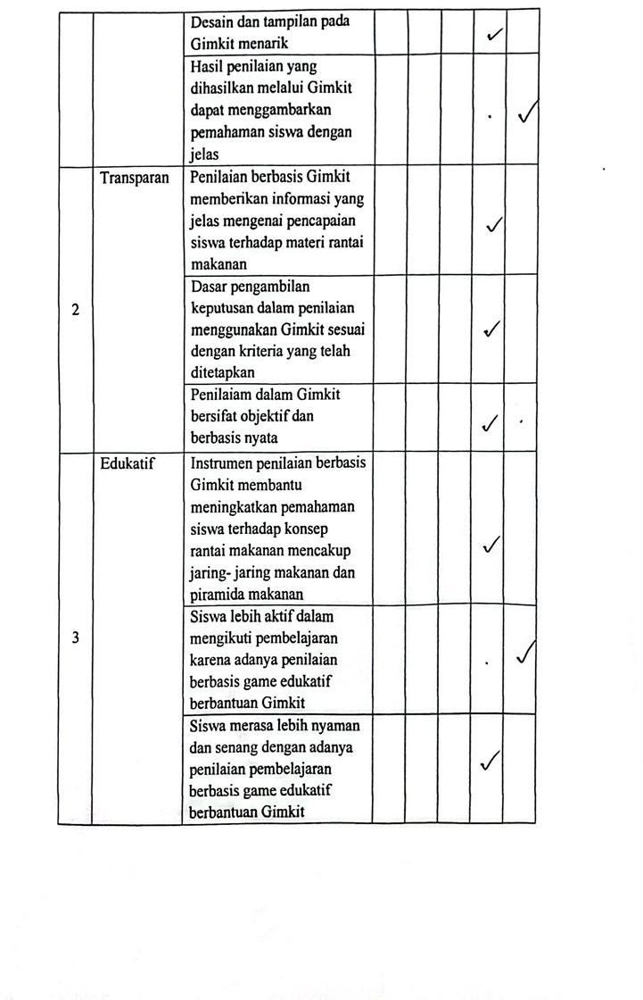 Desain dan tampilan pada
Gimkit menarik
✓
Hasil penilaian yang
dihasilkan melalui Gimkit
dapat menggambarkan
pemahaman siswa dengan
jelas
✓
2
Transparan
Penilaian berbasis Gimkit
memberikan informasi yang
jelas mengenai pencapaian
siswa terhadap materi rantai
makanan
✓
Dasar pengambilan
keputusan dalam penilaian
menggunakan Gimkit sesuai
dengan kriteria yang telah
ditetapkan
✓
Penilaiam dalam Gimkit
bersifat objektif dan
berbasis nyata
✓
3
Edukatif
Instrumen penilaian berbasis
Gimkit membantu
meningkatkan pemahaman
siswa terhadap konsep
rantai makanan mencakup
jaring- jaring makanan dan
piramida makanan
✓
Siswa lebih aktif dalam
mengikuti pembelajaran
karena adanya penilaian
berbasis game edukatif
berbantuan Gimkit
✓
Siswa merasa lebih nyaman
dan senang dengan adanya
penilaian pembelajaran
berbasis game edukatif
berbantuan Gimkit
✓